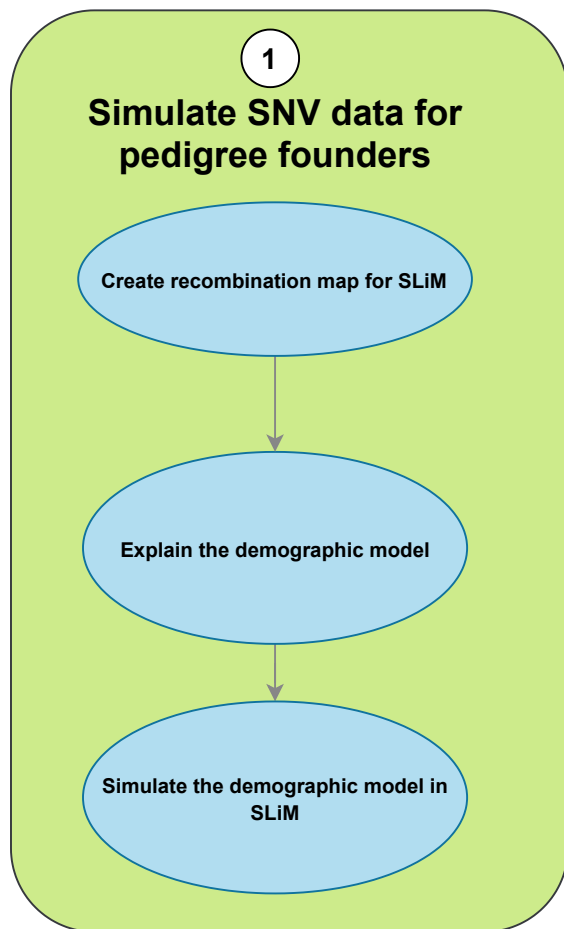 1
Simulate SNV data for
pedigree founders
Create recombination map for SLiM
Explain the demographic model
Simulate the demographic model in
SLiM